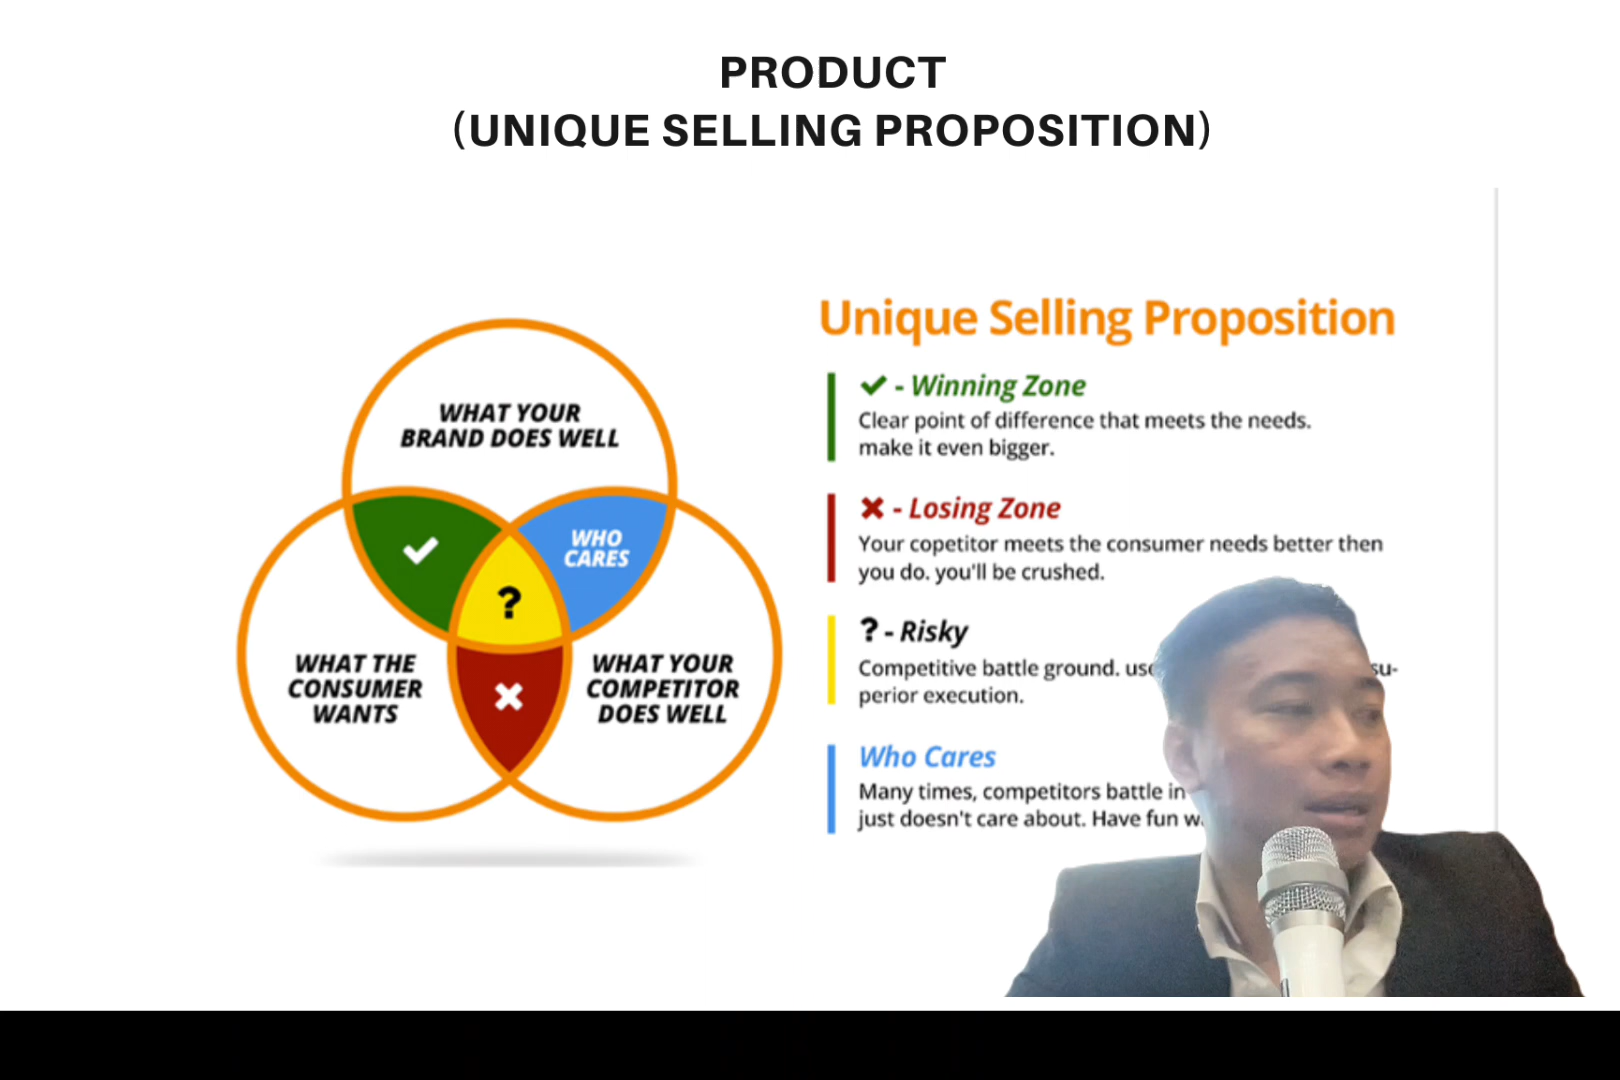 PRODUCT
(UNIQUE SELLING PROPOSITION)
WHAT YOUR
BRAND DOES WELL
WHO
CARES
?
WHAT THE
CONSUMER
WANTS
WHAT YOUR
COMPETITOR
DOES WELL
Unique Selling Proposition
✔ - Winning Zone
Clear point of difference that meets the needs.
make it even bigger.
✖ - Losing Zone
Your copetitor meets the consumer needs better then
you do. you'll be crushed.
? - Risky
Competitive battle ground. su-
perior execution.
Who Cares
Many times, competitors battle in
just doesn't care about. Have fun